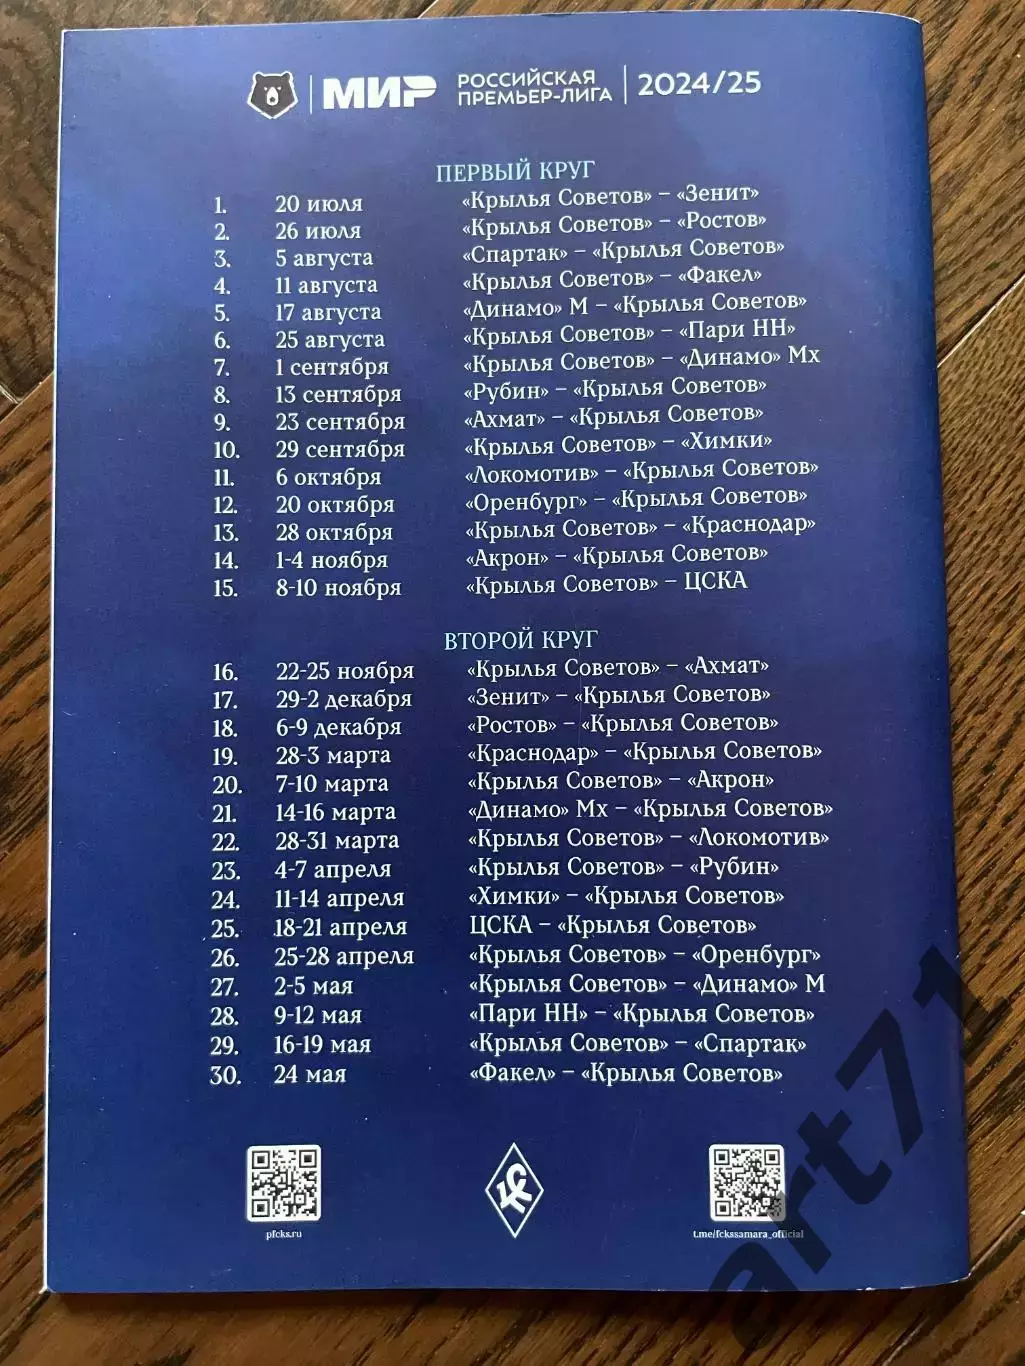 МИР РОССИЙСКАЯ ПРЕМЬЕР-ЛИГА 2024/25
ПЕРВЫЙ КРУГ
1. 20 июля «Крылья Советов» – «Зенит»
2. 26 июля «Крылья Советов» – «Ростов»
3. 5 августа «Спартак» – «Крылья Советов»
4. 11 августа «Крылья Советов» – «Факел»
5. 17 августа «Динамо» М – «Крылья Советов»
6. 25 августа «Крылья Советов» – «Пари НН»
7. 1 сентября «Крылья Советов» – «Динамо» Мх
8. 13 сентября «Рубин» – «Крылья Советов»
9. 23 сентября «Ахмат» – «Крылья Советов»
10. 29 сентября «Крылья Советов» – «Химки»
11. 6 октября «Локомотив» – «Крылья Советов»
12. 20 октября «Оренбург» – «Крылья Советов»
13. 28 октября «Крылья Советов» – «Краснодар»
14. 1-4 ноября «Акрон» – «Крылья Советов»
15. 8-10 ноября «Крылья Советов» – ЦСКА
ВТОРОЙ КРУГ
16. 22-25 ноября «Крылья Советов» – «Ахмат»
17. 29-2 декабря «Зенит» – «Крылья Советов»
18. 6-9 декабря «Ростов» – «Крылья Советов»
19. 28-3 марта «Краснодар» – «Крылья Советов»
20. 7-10 марта «Крылья Советов» – «Акрон»
21. 14-16 марта «Динамо» Мх – «Крылья Советов»
22. 28-31 марта «Крылья Советов» – «Локомотив»
23. 4-7 апреля «Крылья Советов» – «Рубин»
24. 11-14 апреля «Химки» – «Крылья Советов»
25. 18-21 апреля ЦСКА – «Крылья Советов»
26. 25-28 апреля «Крылья Советов» – «Оренбург»
27. 2-5 мая «Крылья Советов» – «Динамо» М
28. 9-12 мая «Пари НН» – «Крылья Советов»
29. 16-19 мая «Крылья Советов» – «Спартак»
30. 24 мая «Факел» – «Крылья Советов»
pfcks.ru
t.me/fckssamara_official
art71